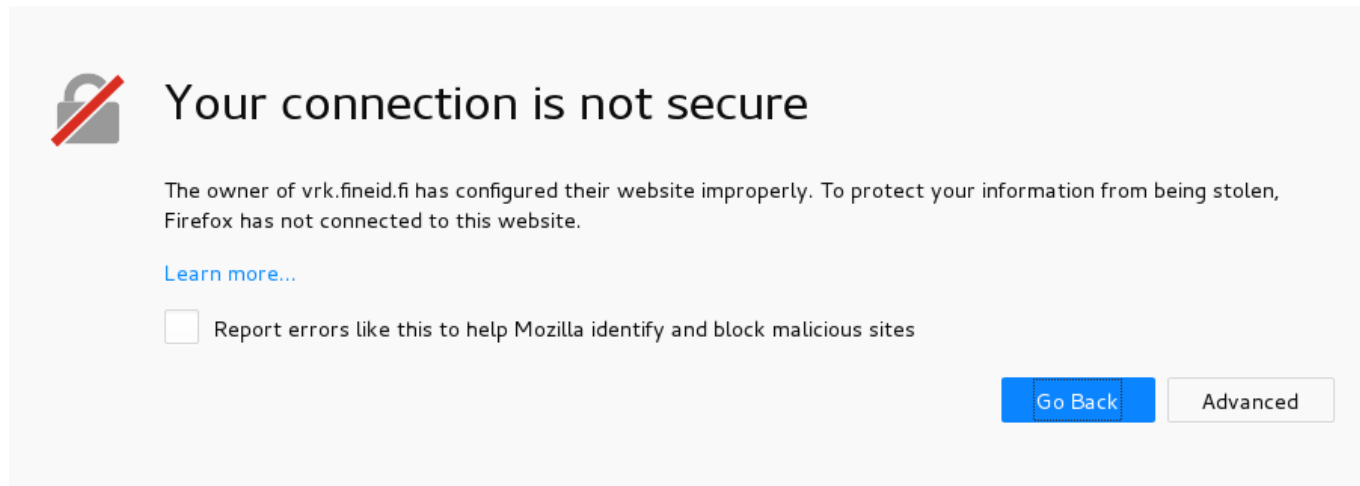 Your connection is not secure
The owner of vrk.fineid.fi has configured their website improperly. To protect your information from being stolen,
Firefox has not connected to this website.
Learn more...
Report errors like this to help Mozilla identify and block malicious sites
Go Back
Advanced